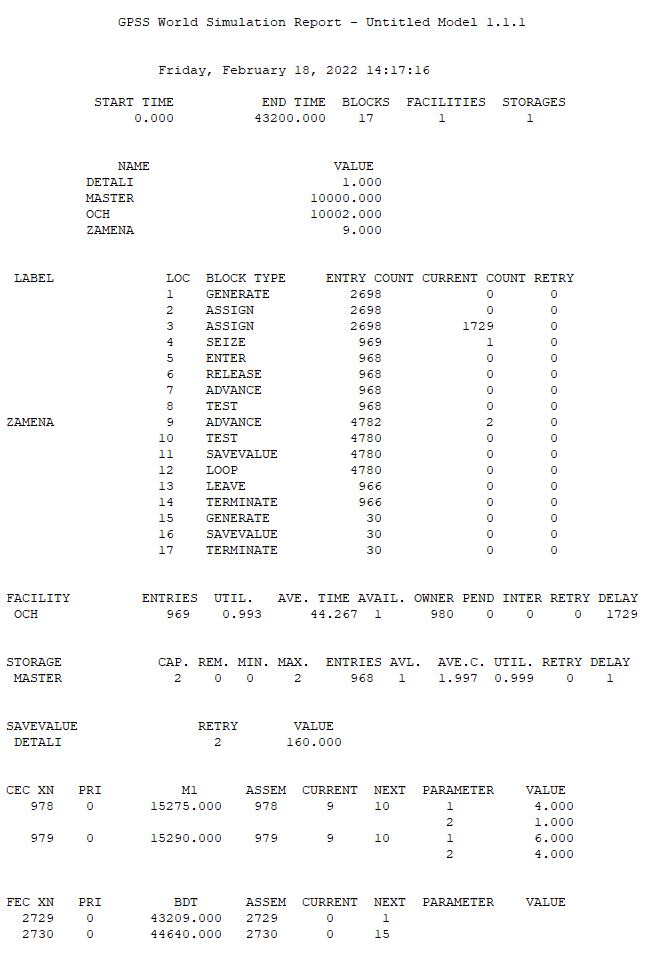 GPSS World Simulation Report - Untitled Model 1.1.1
Friday, February 18, 2022 14:17:16
START TIME END TIME BLOCKS FACILITIES STORAGES
0.000 43200.000 17 1 1
NAME VALUE
DETALI 1.000
MASTER 10000.000
OCH 10002.000
ZAMENA 9.000
LABEL LOC BLOCK TYPE ENTRY COUNT CURRENT COUNT RETRY
1 GENERATE 2698 0 0
2 ASSIGN 2698 0 0
3 ASSIGN 2698 1729 0
4 SEIZE 969 1 0
5 ENTER 968 0 0
6 RELEASE 968 0 0
7 ADVANCE 968 0 0
8 TEST 968 0 0
ZAMENA 9 ADVANCE 4782 2 0
10 TEST 4780 0 0
11 SAVEVALUE 4780 0 0
12 LOOP 4780 0 0
13 LEAVE 966 0 0
14 TERMINATE 966 0 0
15 GENERATE 30 0 0
16 SAVEVALUE 30 0 0
17 TERMINATE 30 0 0
FACILITY ENTRIES UTIL. AVE. TIME AVAIL. OWNER PEND INTER RETRY DELAY
OCH 969 0.993 44.267 1 980 0 0 0 1729
STORAGE CAP. REM. MIN. MAX. ENTRIES AVL. AVE.C. UTIL. RETRY DELAY
MASTER 2 0 0 2 968 1 1.997 0.999 0 1
SAVEVALUE RETRY VALUE
DETALI 2 160.000
CEC XN PRI M1 ASSEM CURRENT NEXT PARAMETER VALUE
978 0 15275.000 978 9 10 1 4.000
2 1.000
979 0 15290.000 979 9 10 1 6.000
2 4.000
FEC XN PRI BDT ASSEM CURRENT NEXT PARAMETER VALUE
2729 0 43209.000 2729 0 1
2730 0 44640.000 2730 0 15